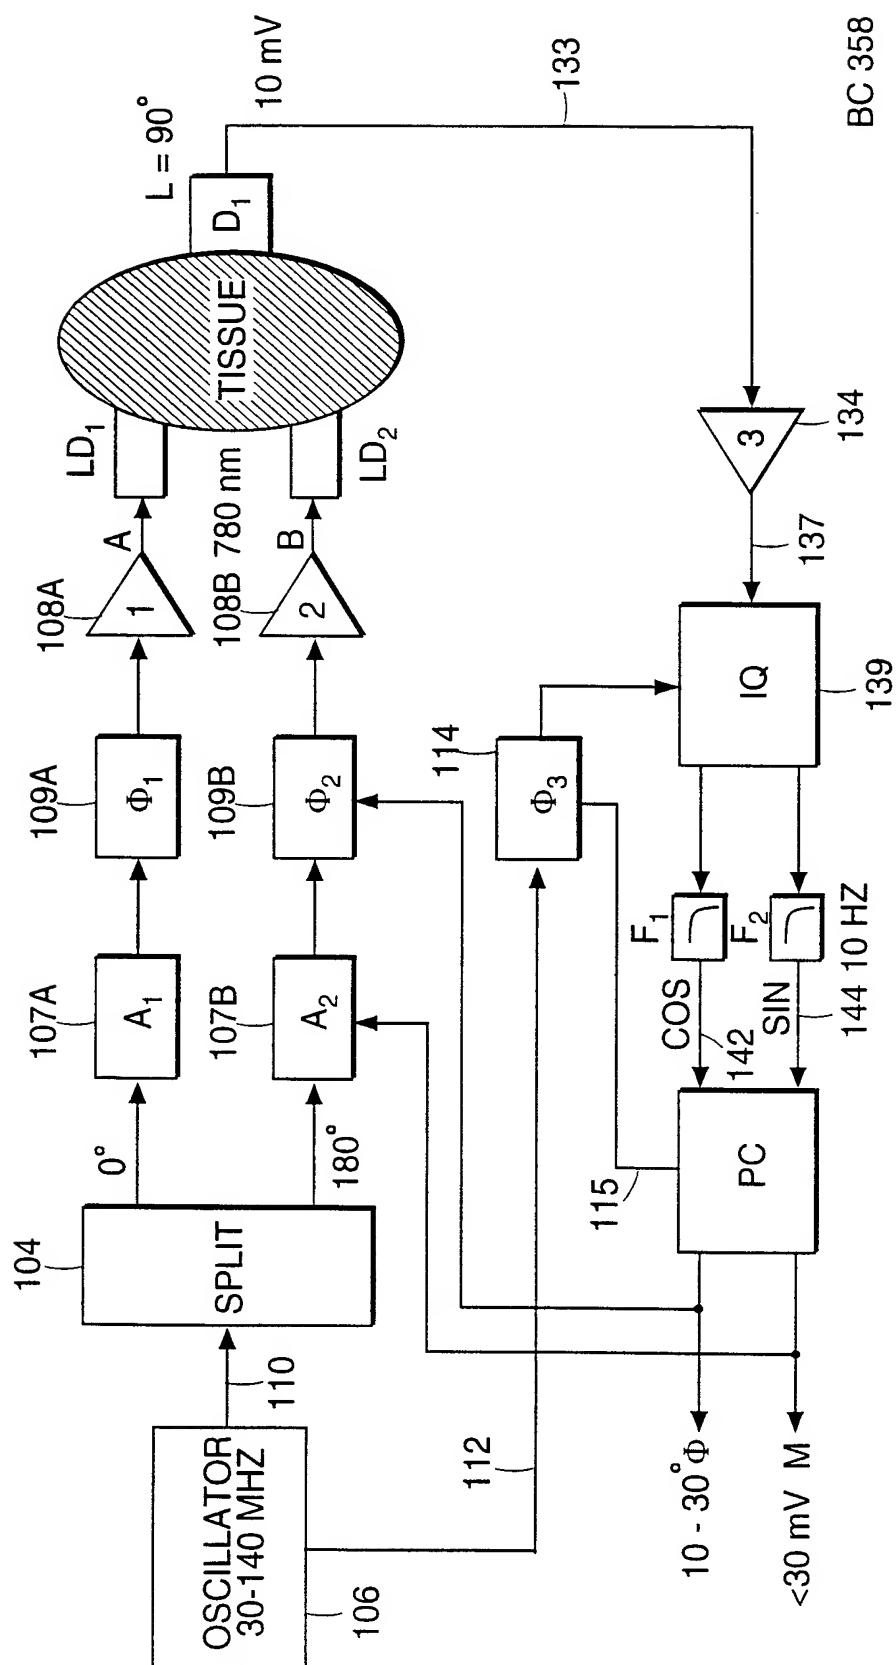 OSCILLATOR
30-140 MHZ
106
110
112
SPLIT
104
0°
180°
A₁
107A
A₂
107B
Φ₁
109A
Φ₂
109B
1
108A
2
108B
780 nm
A
B
LD₁
LD₂
TISSUE
D₁
L = 90°
10 mV
133
3
134
137
IQ
139
Φ₃
114
115
F₁
F₂
10 HZ
COS
142
SIN
144
PC
10 - 30° Φ
<30 mV M
BC 358